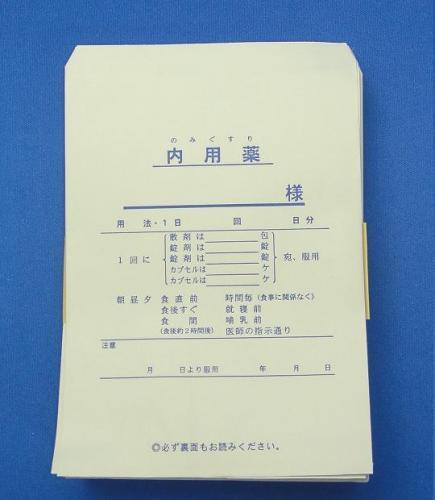 のみぐすり
内用薬
様
用 法・1日 回 日分
散 剤 は 包
錠 剤 は 錠
1回に 錠 剤 は 錠 宛、服用
カプセルは ケ
カプセルは ケ
朝昼夕 食直前 時間毎(食事に関係なく)
食後すぐ 就寝前
食間 哺乳前
(食後約2時間後) 医師の指示通り
注意
月 日より服用 年 月 日
◎必ず裏面もお読みください。